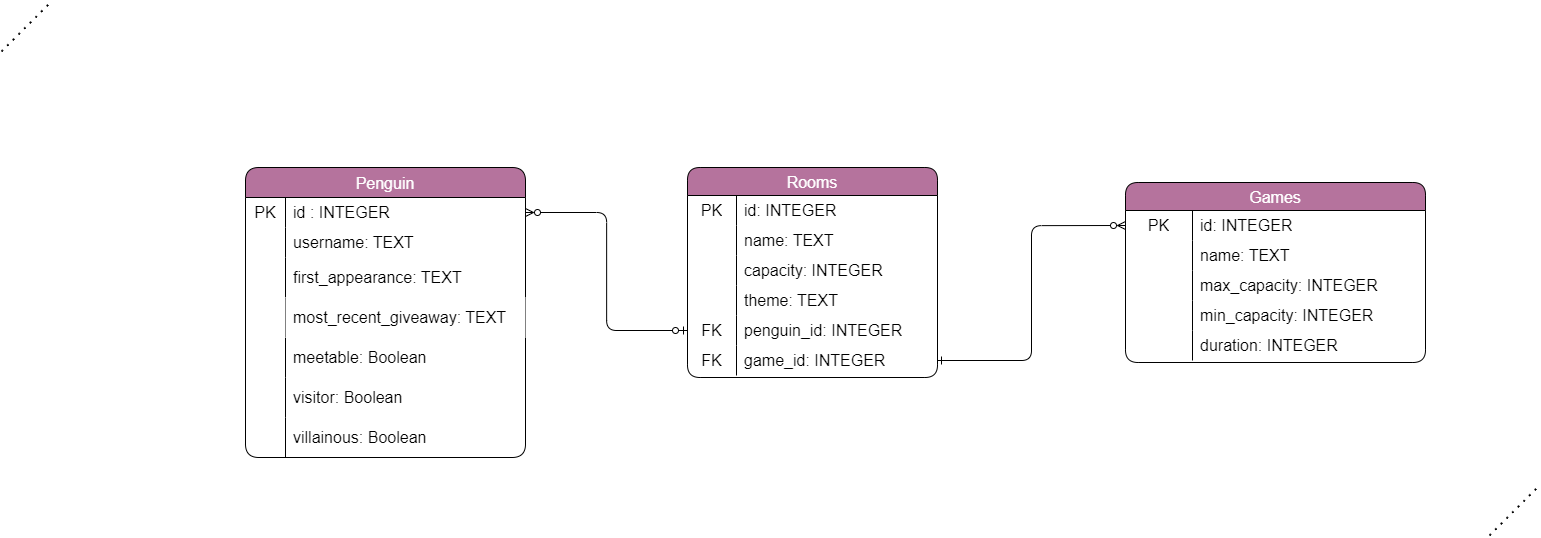 Penguin
PK id : INTEGER
username: TEXT
first_appearance: TEXT
most_recent_giveaway: TEXT
meetable: Boolean
visitor: Boolean
villainous: Boolean
Rooms
PK id: INTEGER
name: TEXT
capacity: INTEGER
theme: TEXT
FK penguin_id: INTEGER
FK game_id: INTEGER
Games
PK id: INTEGER
name: TEXT
max_capacity: INTEGER
min_capacity: INTEGER
duration: INTEGER